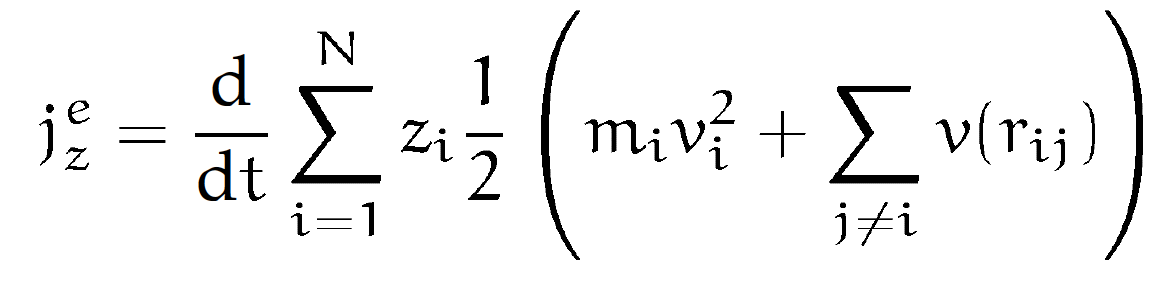 j_z^e = \frac{d}{dt} \sum_{i=1}^{N} z_i \frac{1}{2} \left( m_i v_i^2 + \sum_{j \neq i} v(r_{ij}) \right)